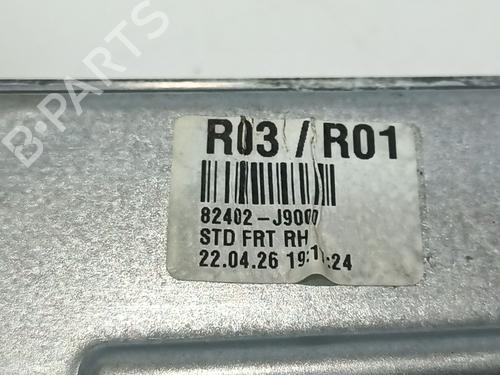 B-PARTS
R03 / R01
82402-J9000
STD FRT RH
22.04.26